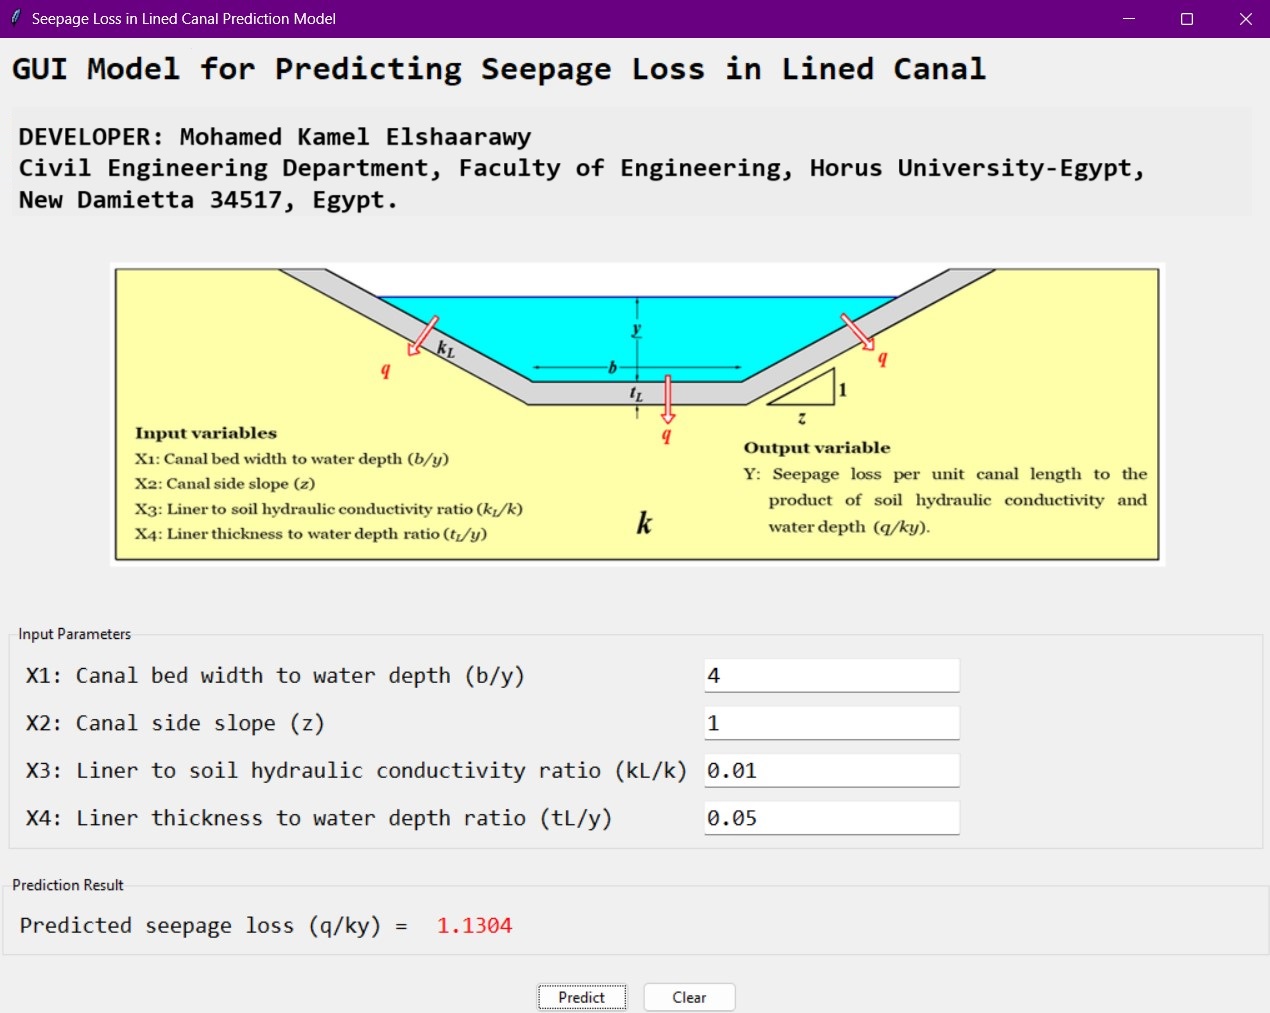 Seepage Loss in Lined Canal Prediction Model
GUI Model for Predicting Seepage Loss in Lined Canal
DEVELOPER: Mohamed Kamel Elshaarawy
Civil Engineering Department, Faculty of Engineering, Horus University-Egypt,
New Damietta 34517, Egypt.
y
kL
q
b
q
tL
1
z
q
Input variables
X1: Canal bed width to water depth (b/y)
X2: Canal side slope (z)
X3: Liner to soil hydraulic conductivity ratio (kL/k)
X4: Liner thickness to water depth ratio (tL/y)
k
Output variable
Y: Seepage loss per unit canal length to the
product of soil hydraulic conductivity and
water depth (q/ky).
Input Parameters
X1: Canal bed width to water depth (b/y) 4
X2: Canal side slope (z) 1
X3: Liner to soil hydraulic conductivity ratio (kL/k) 0.01
X4: Liner thickness to water depth ratio (tL/y) 0.05
Prediction Result
Predicted seepage loss (q/ky) = 1.1304
Predict Clear